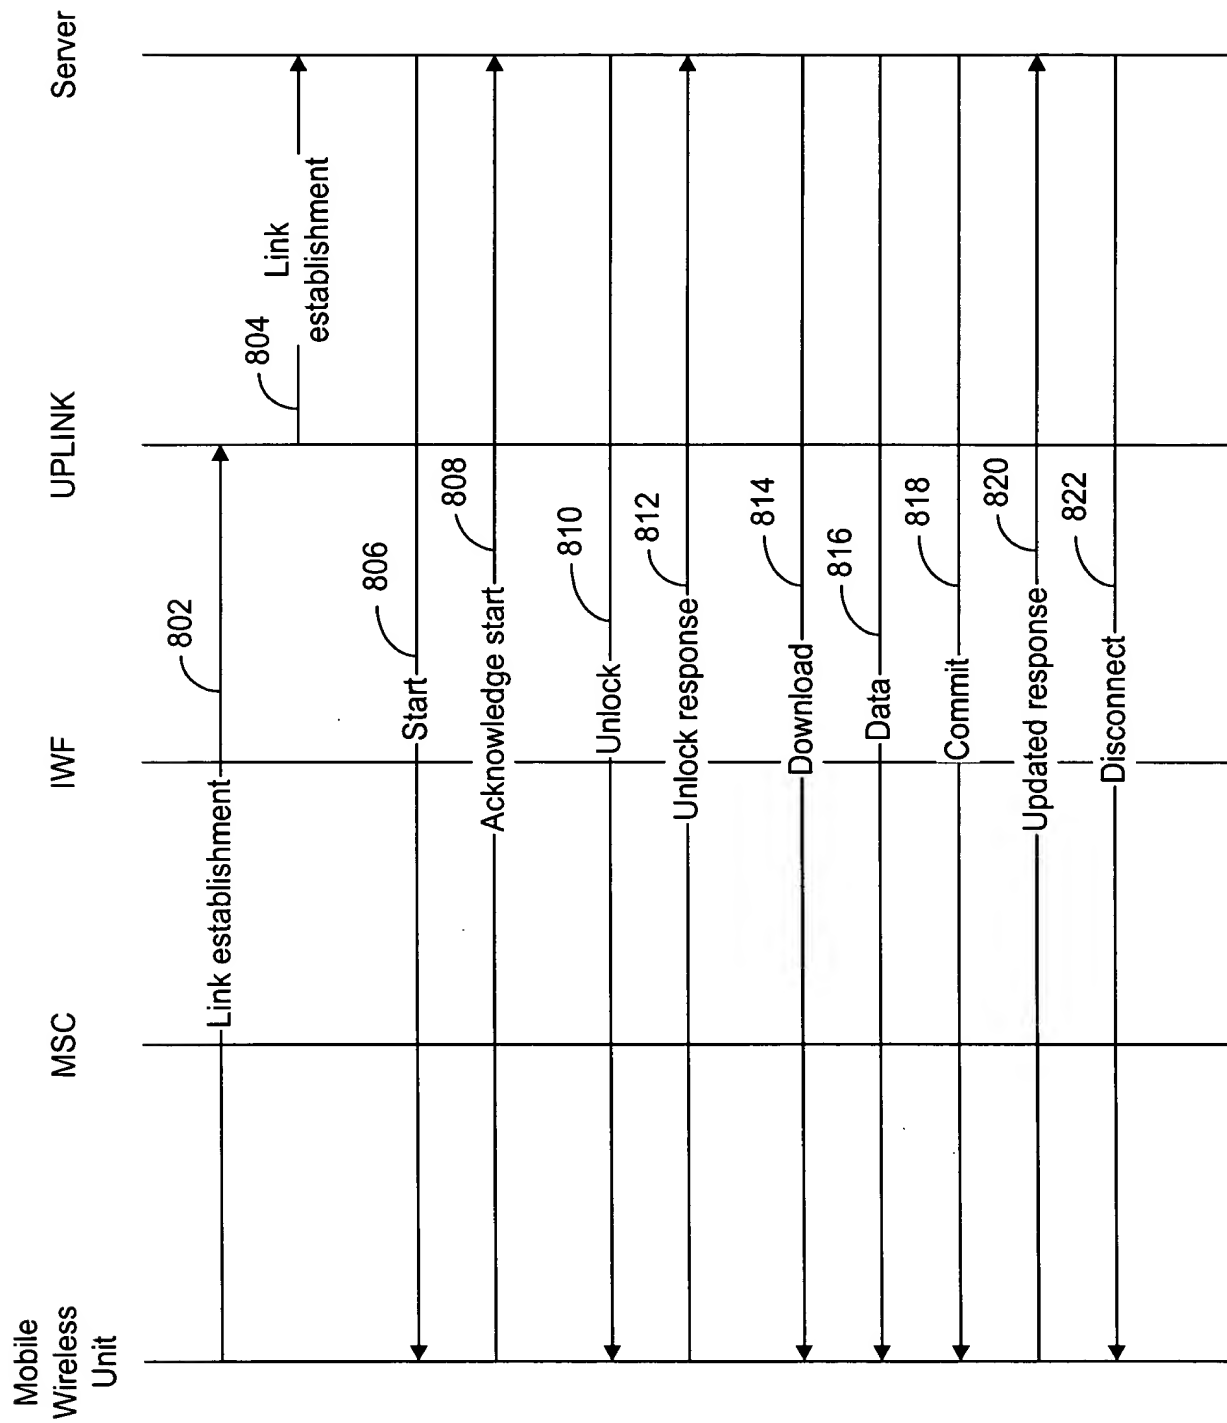 Mobile
Wireless
Unit
MSC
IWF
UPLINK
Server
802
Link establishment
804
Link
establishment
806
Start
808
Acknowledge start
810
Unlock
812
Unlock response
814
Download
816
Data
818
Commit
820
Updated response
822
Disconnect